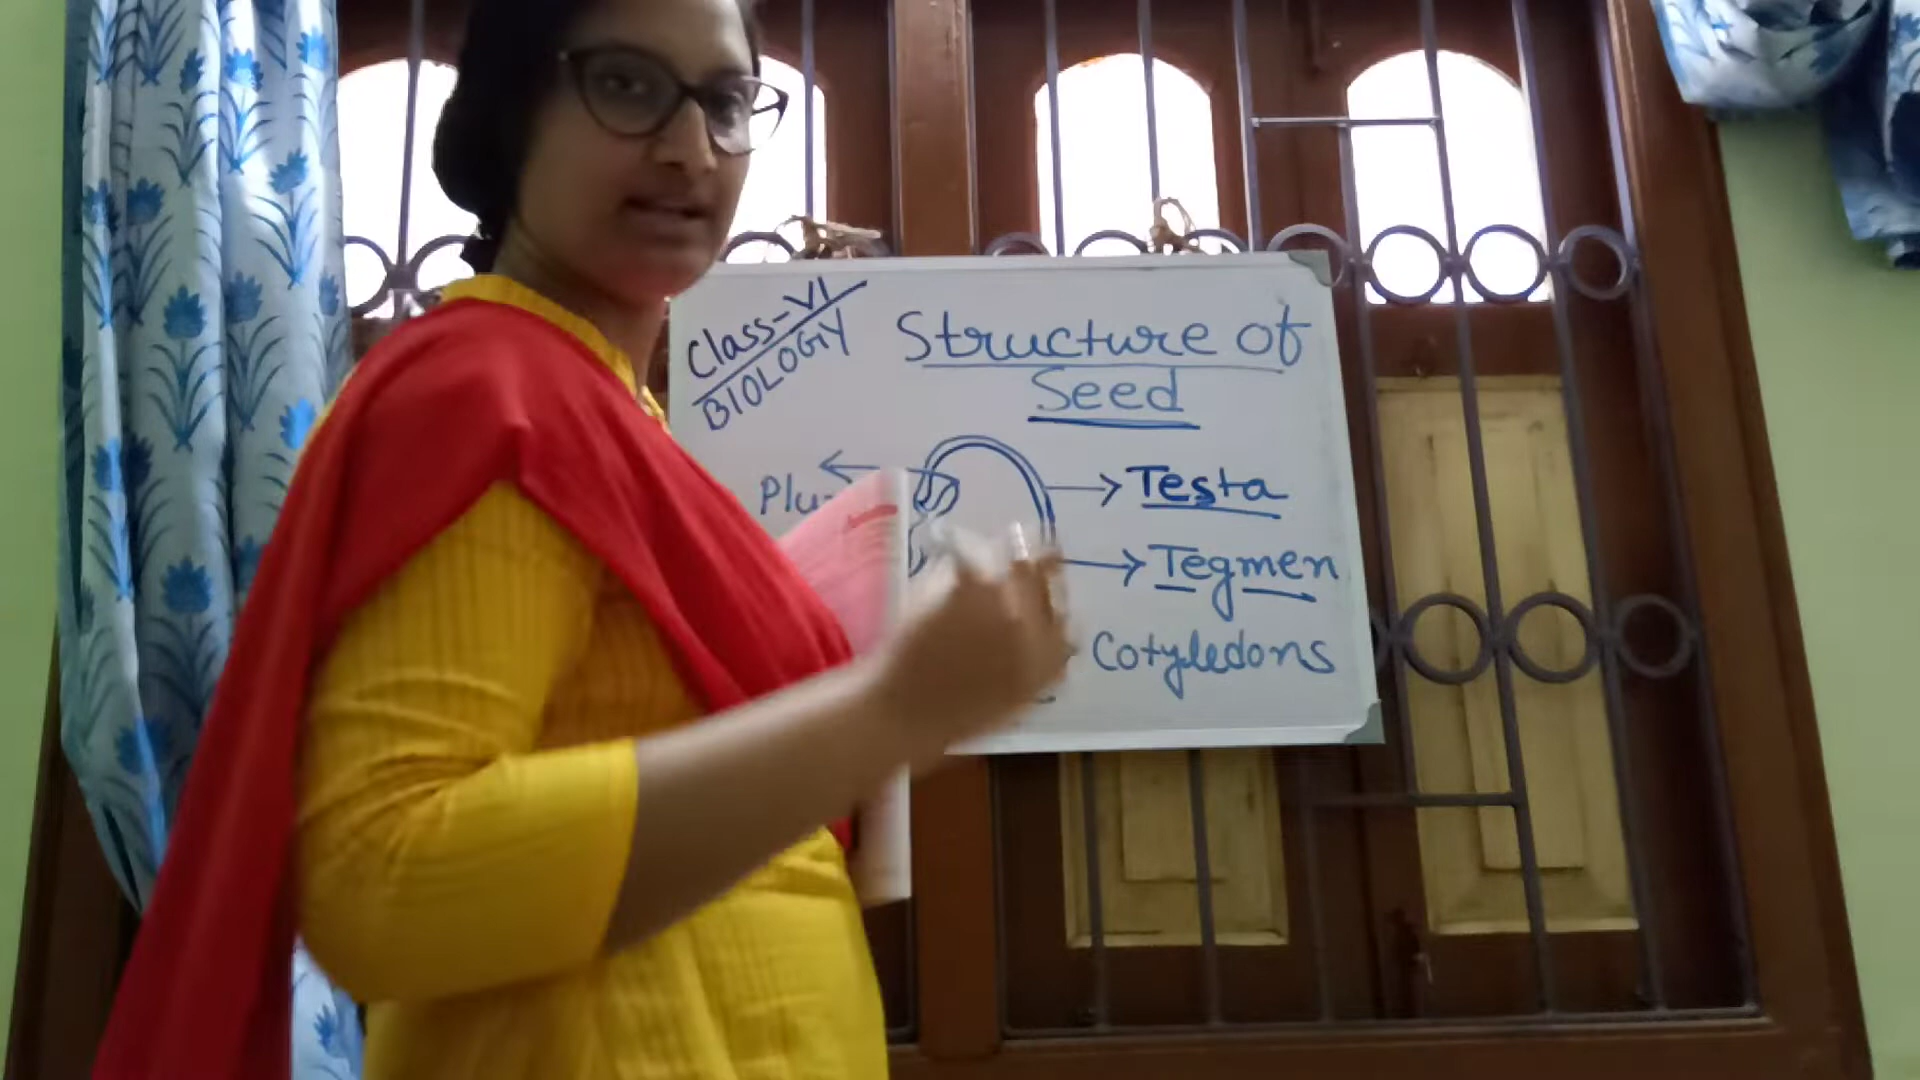 Class-VI
BIOLOGY
Structure of
Seed
Testa
Tegmen
Cotyledons